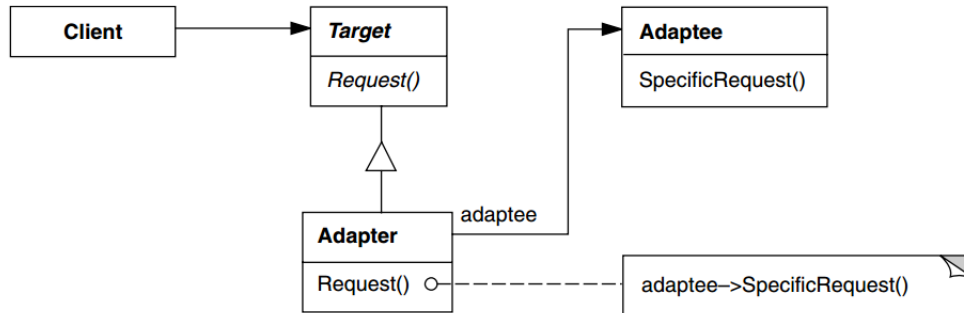 Client
Target
Request()
Adaptee
SpecificRequest()
adaptee
Adapter
Request()
adaptee–>SpecificRequest()